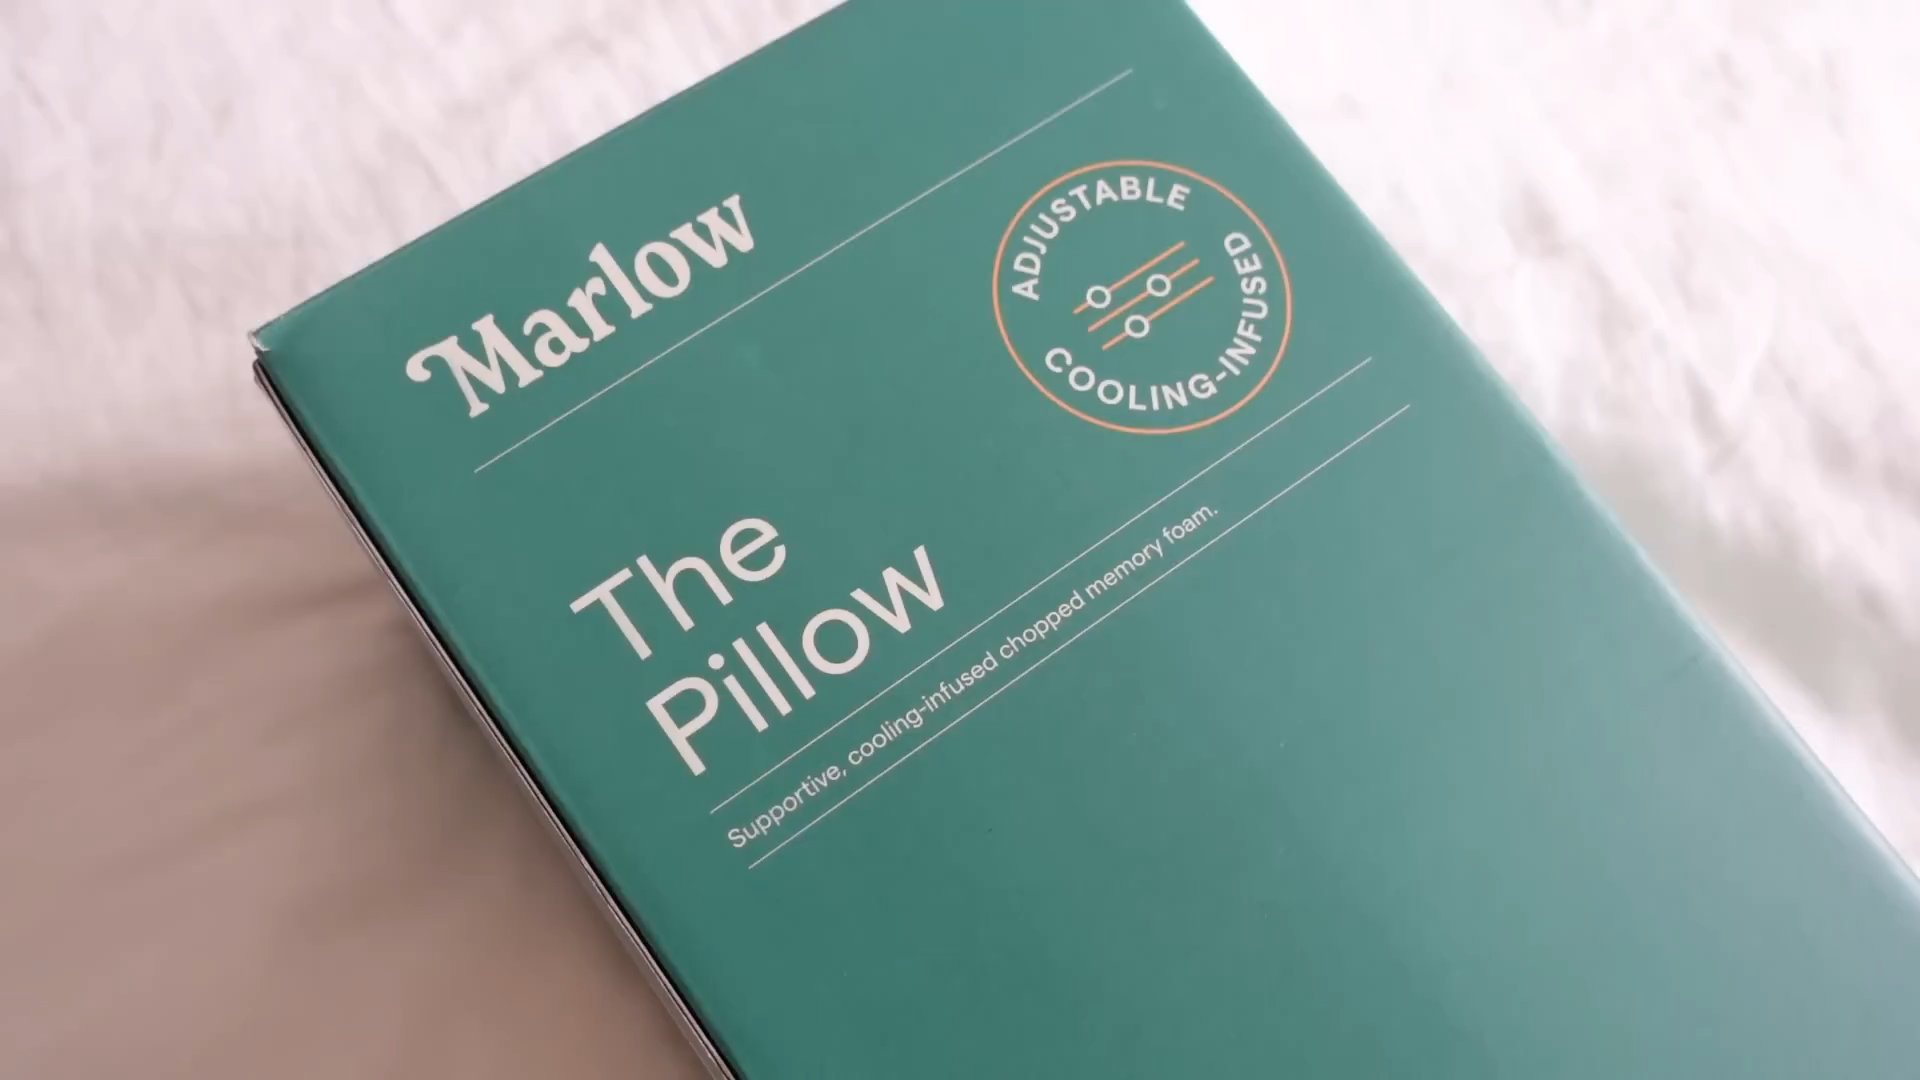 Marlow
ADJUSTABLE
COOLING-INFUSED
The
Pillow
Supportive, cooling-infused chopped memory foam.